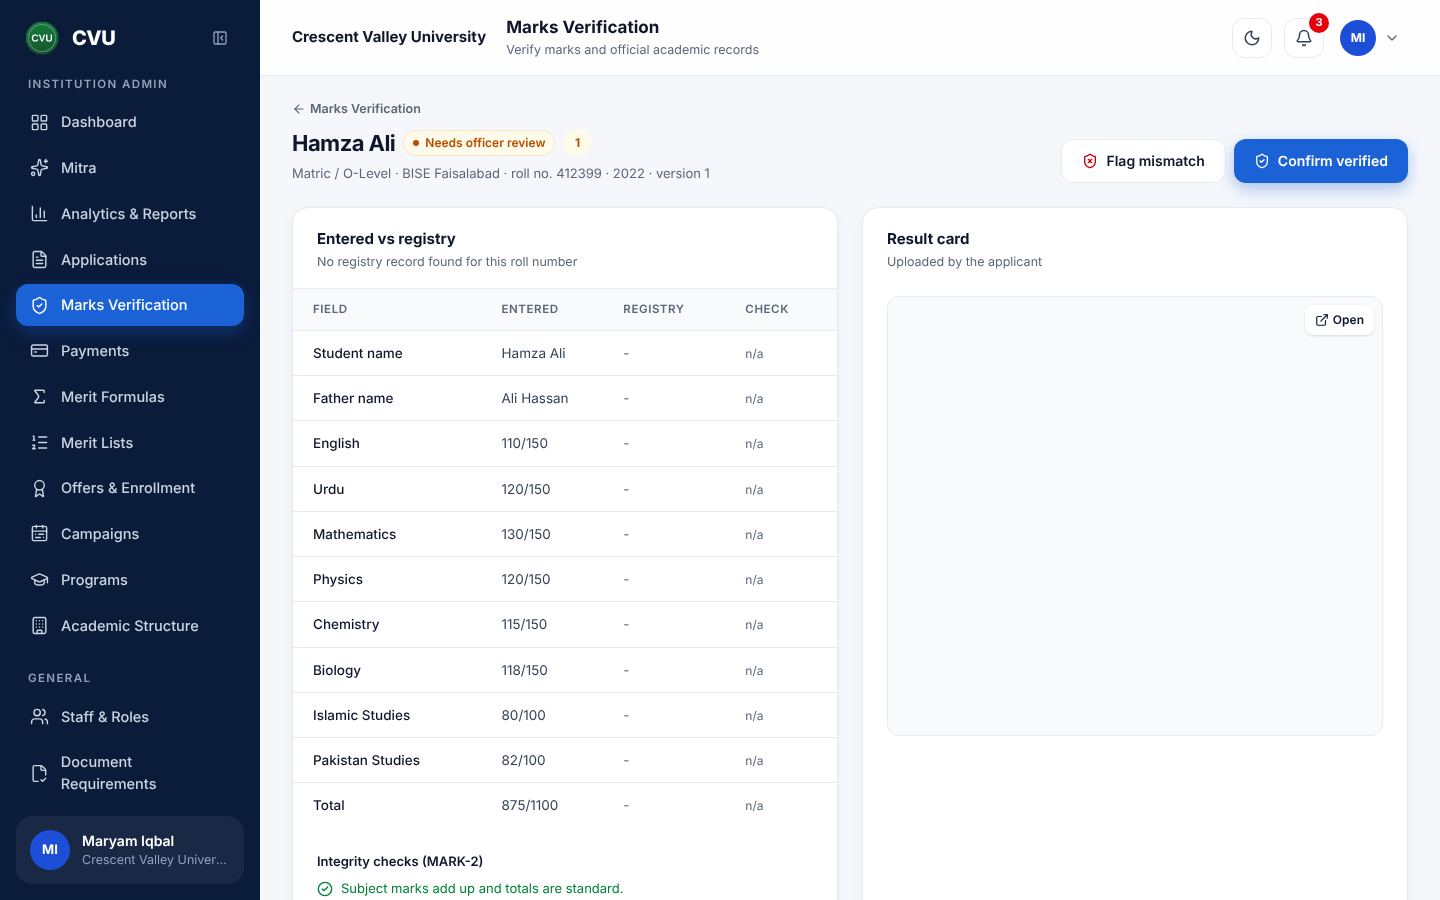 CVU
CVU
INSTITUTION ADMIN
Dashboard
Mitra
Analytics & Reports
Applications
Marks Verification
Payments
Merit Formulas
Merit Lists
Offers & Enrollment
Campaigns
Programs
Academic Structure
GENERAL
Staff & Roles
Document
Requirements
MI
Maryam Iqbal
Crescent Valley Univer...
Crescent Valley University
Marks Verification
Verify marks and official academic records
3
MI
Marks Verification
Hamza Ali
Needs officer review
1
Matric / O-Level · BISE Faisalabad · roll no. 412399 · 2022 · version 1
Flag mismatch
Confirm verified
Entered vs registry
No registry record found for this roll number
FIELD ENTERED REGISTRY CHECK
Student name Hamza Ali - n/a
Father name Ali Hassan - n/a
English 110/150 - n/a
Urdu 120/150 - n/a
Mathematics 130/150 - n/a
Physics 120/150 - n/a
Chemistry 115/150 - n/a
Biology 118/150 - n/a
Islamic Studies 80/100 - n/a
Pakistan Studies 82/100 - n/a
Total 875/1100 - n/a
Integrity checks (MARK-2)
Subject marks add up and totals are standard.
Result card
Uploaded by the applicant
Open